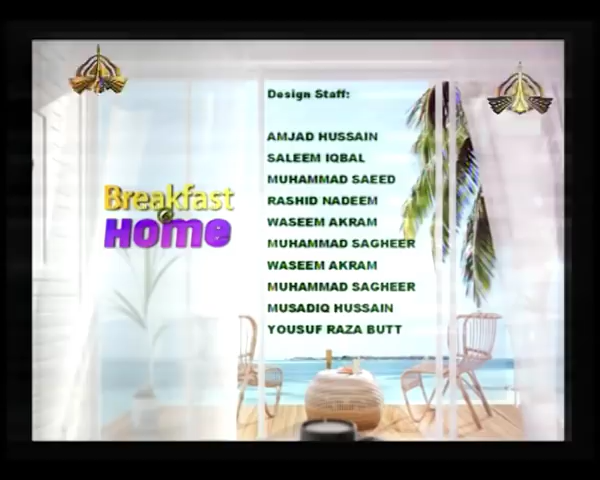 Design Staff:
AMJAD HUSSAIN
SALEEM IQBAL
MUHAMMAD SAEED
RASHID NADEEM
WASEEM AKRAM
MUHAMMAD SAGHEER
WASEEM AKRAM
MUHAMMAD SAGHEER
MUSADIQ HUSSAIN
YOUSUF RAZA BUTT
Breakfast
@
Home